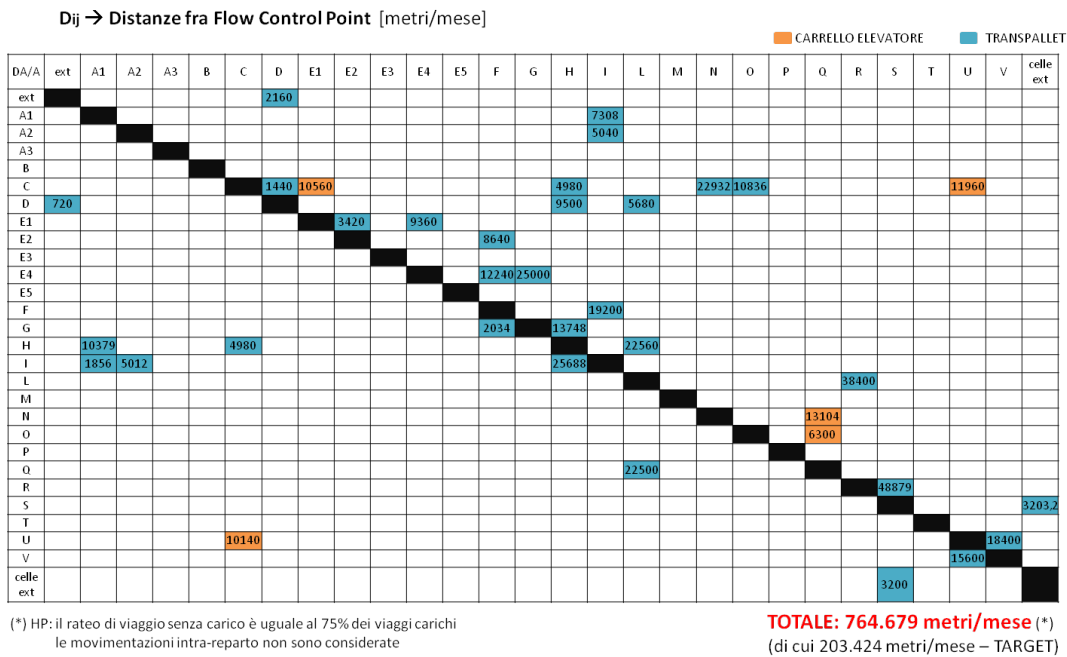 Dij → Distanze fra Flow Control Point [metri/mese]
CARRELLO ELEVATORE TRANSPALLET
DA/A ext A1 A2 A3 B C D E1 E2 E3 E4 E5 F G H I L M N O P Q R S T U V celle ext
ext 2160
A1 7308
A2 5040
A3
B
C 1440 10560 4980 22932 10836 11960
D 720 9500 5680
E1 3420 9360
E2 8640
E3
E4 12240 25000
E5
F 19200
G 2034 13748
H 10379 4980 22560
I 1856 5012 25688
L 38400
M
N 13104
O 6300
P
Q 22500
R 48879
S 3203,2
T
U 10140 18400
V 15600
celle ext 3200
(*) HP: il rateo di viaggio senza carico è uguale al 75% dei viaggi carichi
le movimentazioni intra-reparto non sono considerate
TOTALE: 764.679 metri/mese (*)
(di cui 203.424 metri/mese – TARGET)